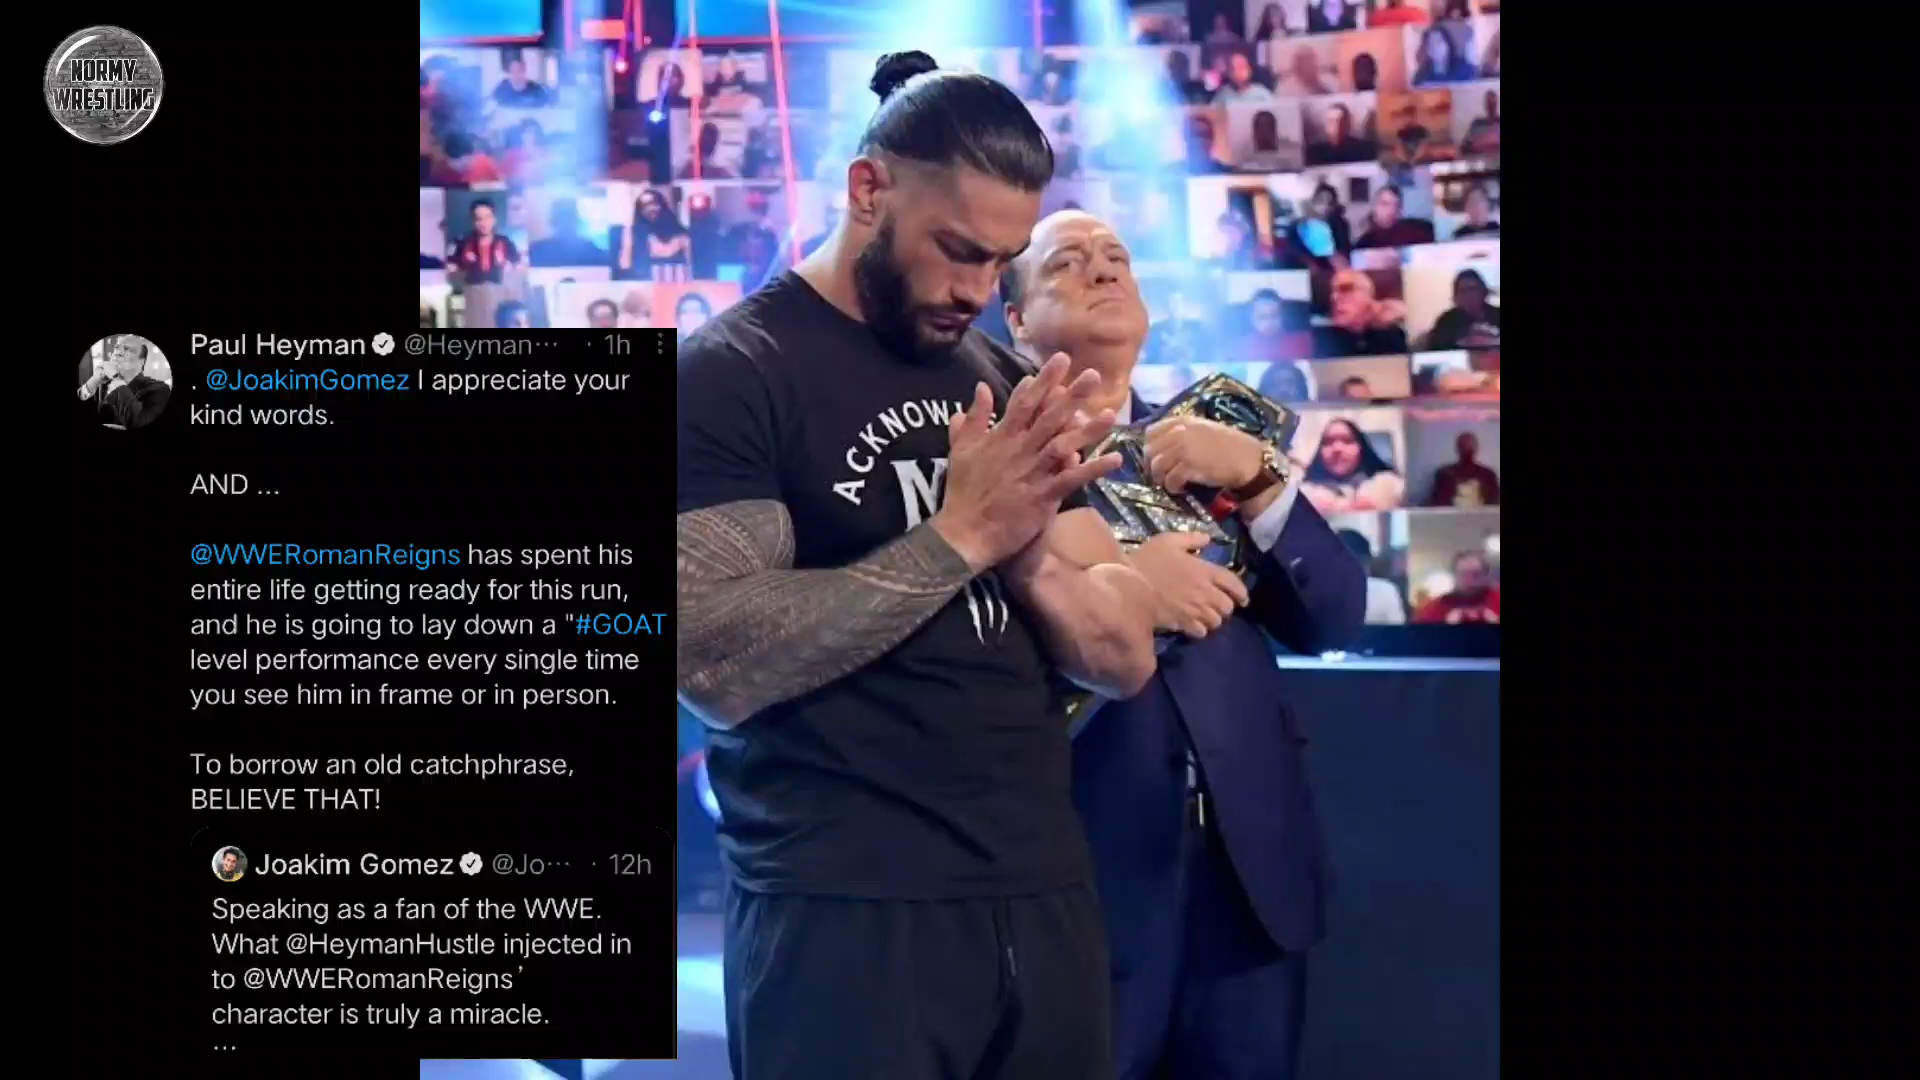 NORMY
WRESTLING
Paul Heyman @Heyman... · 1h
. @JoakimGomez I appreciate your
kind words.
AND ...
@WWERomanReigns has spent his
entire life getting ready for this run,
and he is going to lay down a "#GOAT
level performance every single time
you see him in frame or in person.
To borrow an old catchphrase,
BELIEVE THAT!
Joakim Gomez @Jo... · 12h
Speaking as a fan of the WWE.
What @HeymanHustle injected in
to @WWERomanReigns’
character is truly a miracle.
...